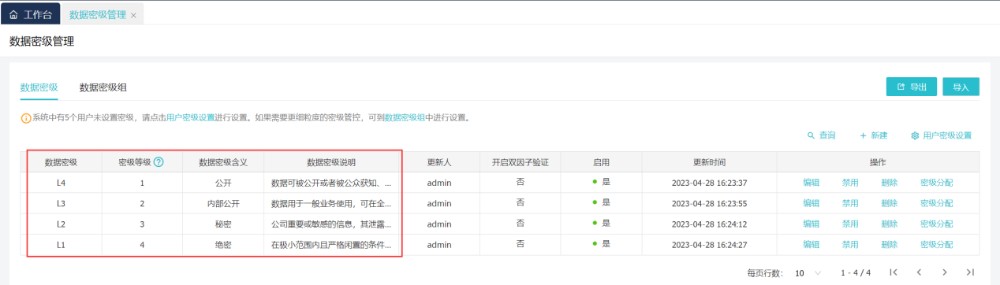 工作台 数据密级管理 ×
数据密级管理
数据密级 数据密级组 导出 导入
系统中有5个用户未设置密级，请点击用户密级设置进行设置。如果需要更细粒度的密级管控，可到数据密级组中进行设置。
查询 + 新建 用户密级设置
数据密级 密级等级 ? 数据密级含义 数据密级说明 更新人 开启双因子验证 启用 更新时间 操作
L4 1 公开 数据可被公开或者被公众获知、... admin 否 是 2023-04-28 16:23:37 编辑 禁用 删除 密级分配
L3 2 内部公开 数据用于一般业务使用，可在全... admin 否 是 2023-04-28 16:23:55 编辑 禁用 删除 密级分配
L2 3 秘密 公司重要或敏感的信息，其泄露... admin 否 是 2023-04-28 16:24:12 编辑 禁用 删除 密级分配
L1 4 绝密 在极小范围内且严格闲置的条件... admin 否 是 2023-04-28 16:24:27 编辑 禁用 删除 密级分配
每页行数： 10 1 - 4 / 4